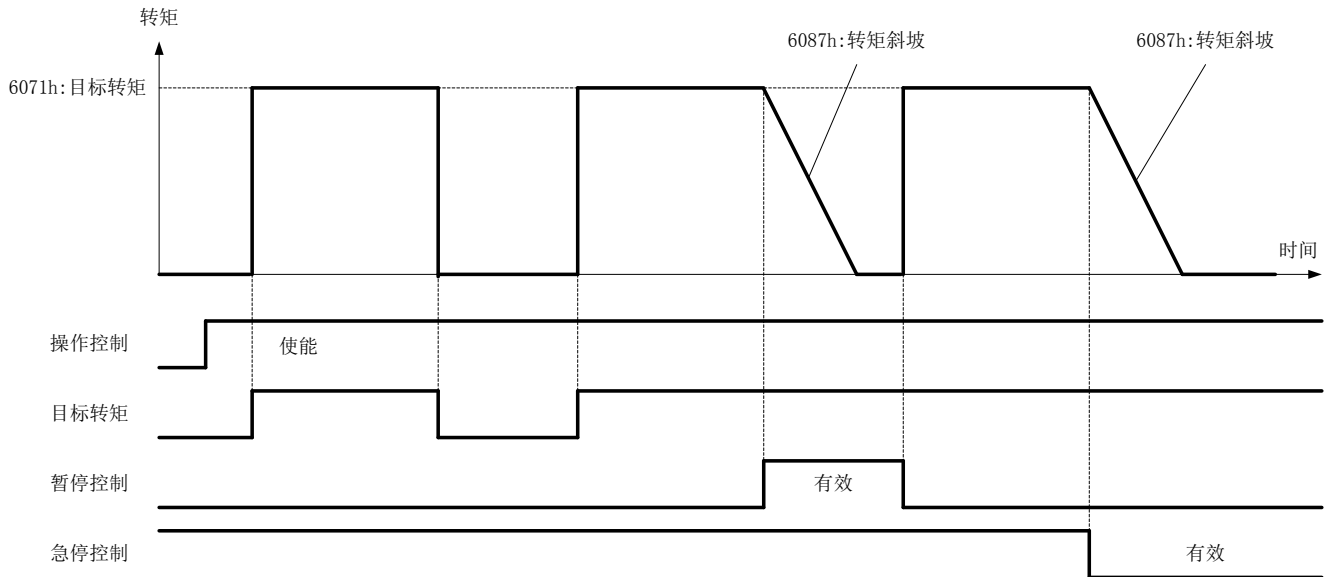 转矩
6087h:转矩斜坡
6087h:转矩斜坡
6071h:目标转矩
时间
操作控制
使能
目标转矩
暂停控制
有效
急停控制
有效